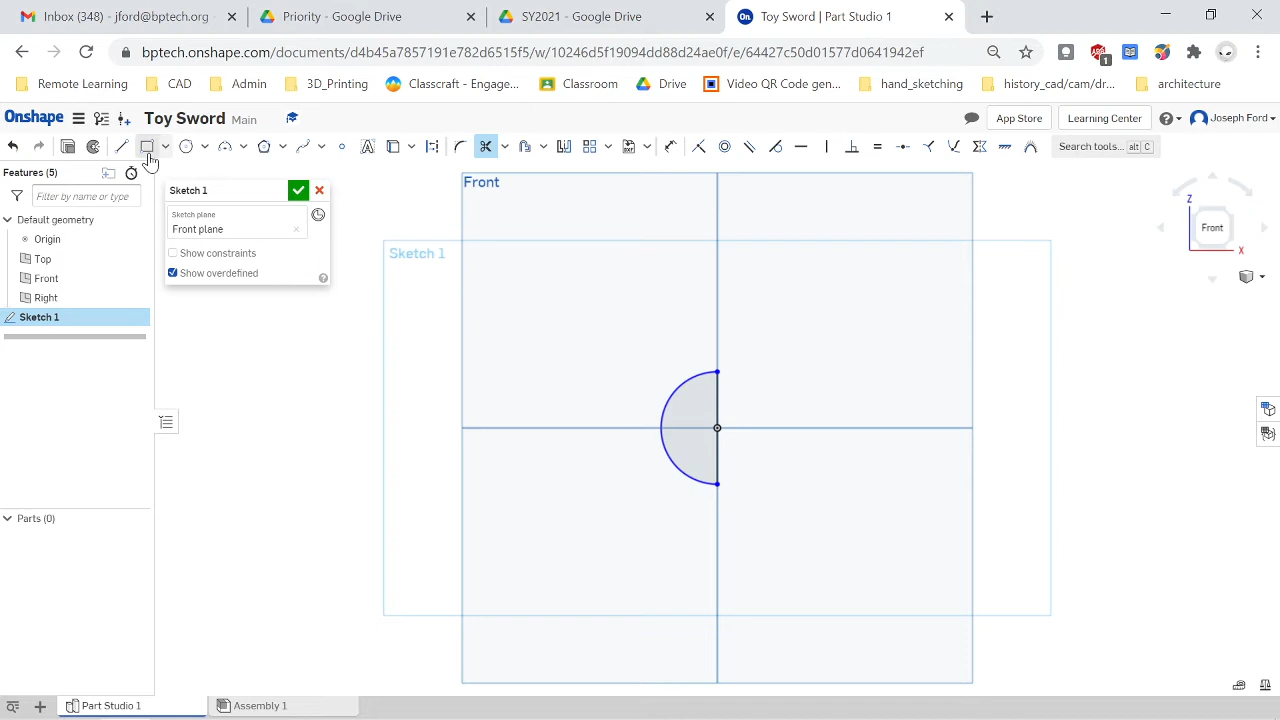 Inbox (348) - jford@bptech.org
Priority - Google Drive
SY2021 - Google Drive
On
Toy Sword | Part Studio 1
bptech.onshape.com/documents/d4b45a7857191e782d6515f5/w/10246d5f19094dd88d24ae0f/e/64427c50d01577d0641942ef
1
Remote Learning
CAD
Admin
3D_Printing
Classcraft - Engage...
Classroom
Drive
Video QR Code gen...
hand_sketching
history_cad/cam/dr...
architecture
Onshape
Toy Sword Main
App Store
Learning Center
Joseph Ford
Search tools... alt C
Features (5)
Filter by name or type
Default geometry
Origin
Top
Front
Right
Sketch 1
Parts (0)
Sketch 1
Sketch plane
Front plane
Show constraints
Show overdefined
Front
Sketch 1
Z
Front
X
Part Studio 1
Assembly 1